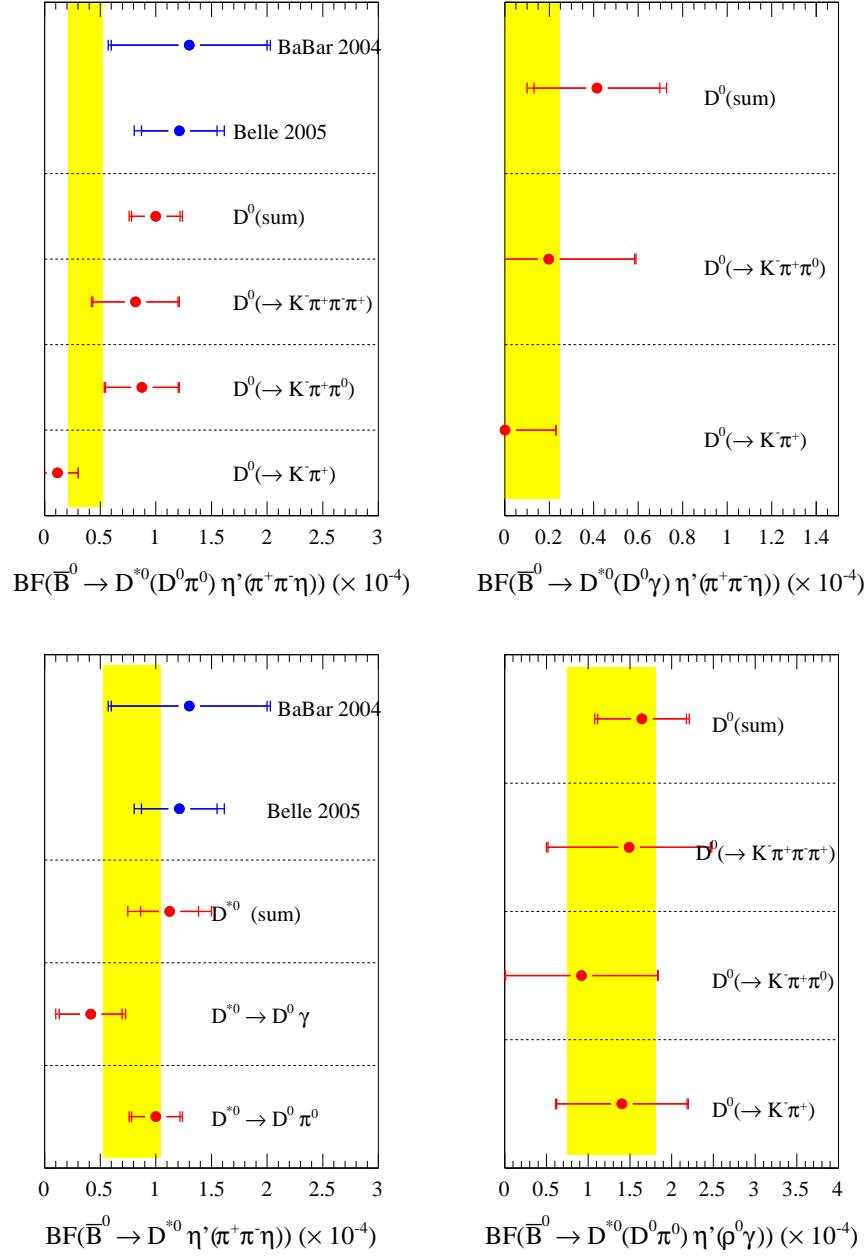 BaBar 2004
Belle 2005
D⁰(sum)
D⁰(→ K⁻π⁺π⁻π⁺)
D⁰(→ K⁻π⁺π⁰)
D⁰(→ K⁻π⁺)
0 0.5 1 1.5 2 2.5 3
BF(B̅⁰ → D*⁰(D⁰π⁰) η’(π⁺π⁻η)) (× 10⁻⁴)
D⁰(sum)
D⁰(→ K⁻π⁺π⁰)
D⁰(→ K⁻π⁺)
0 0.2 0.4 0.6 0.8 1 1.2 1.4
BF(B̅⁰ → D*⁰(D⁰γ) η’(π⁺π⁻η)) (× 10⁻⁴)
BaBar 2004
Belle 2005
D*⁰ (sum)
D*⁰ → D⁰ γ
D*⁰ → D⁰ π⁰
0 0.5 1 1.5 2 2.5 3
BF(B̅⁰ → D*⁰ η’(π⁺π⁻η)) (× 10⁻⁴)
D⁰(sum)
D⁰(→ K⁻π⁺π⁻π⁺)
D⁰(→ K⁻π⁺π⁰)
D⁰(→ K⁻π⁺)
0 0.5 1 1.5 2 2.5 3 3.5 4
BF(B̅⁰ → D*⁰(D⁰π⁰) η’(ρ⁰γ)) (× 10⁻⁴)